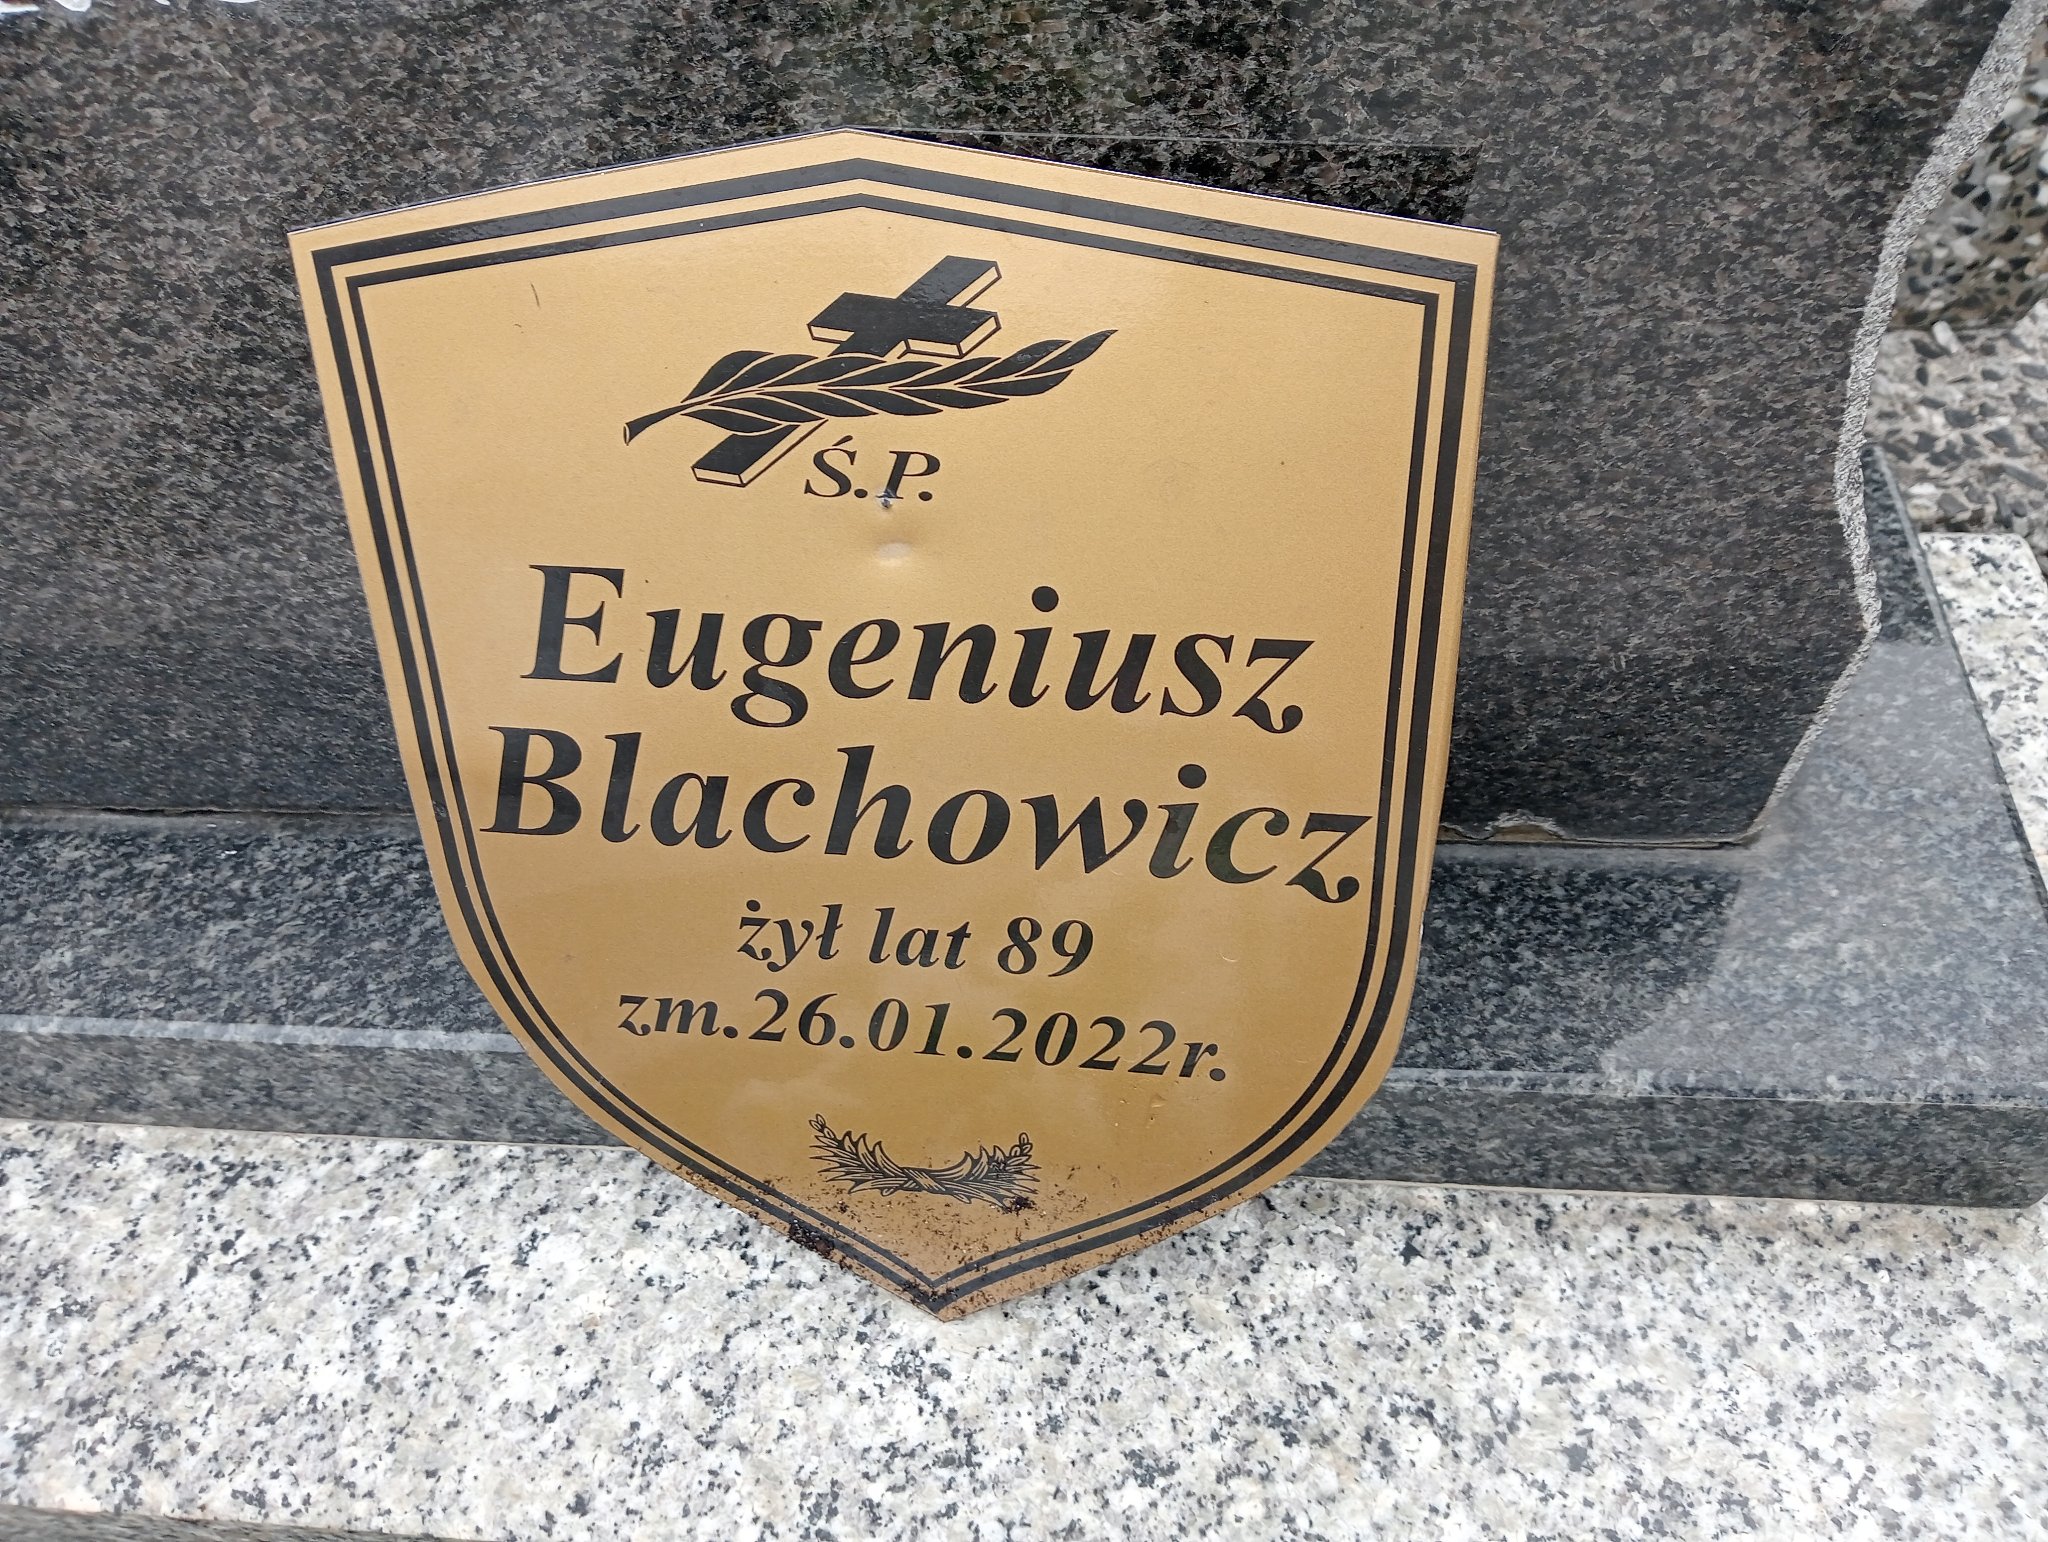 Ś.P.
Eugeniusz
Blachowicz
żył lat 89
zm.26.01.2022r.